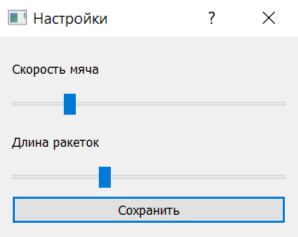 Настройки
Скорость мяча
Длина ракеток
Сохранить